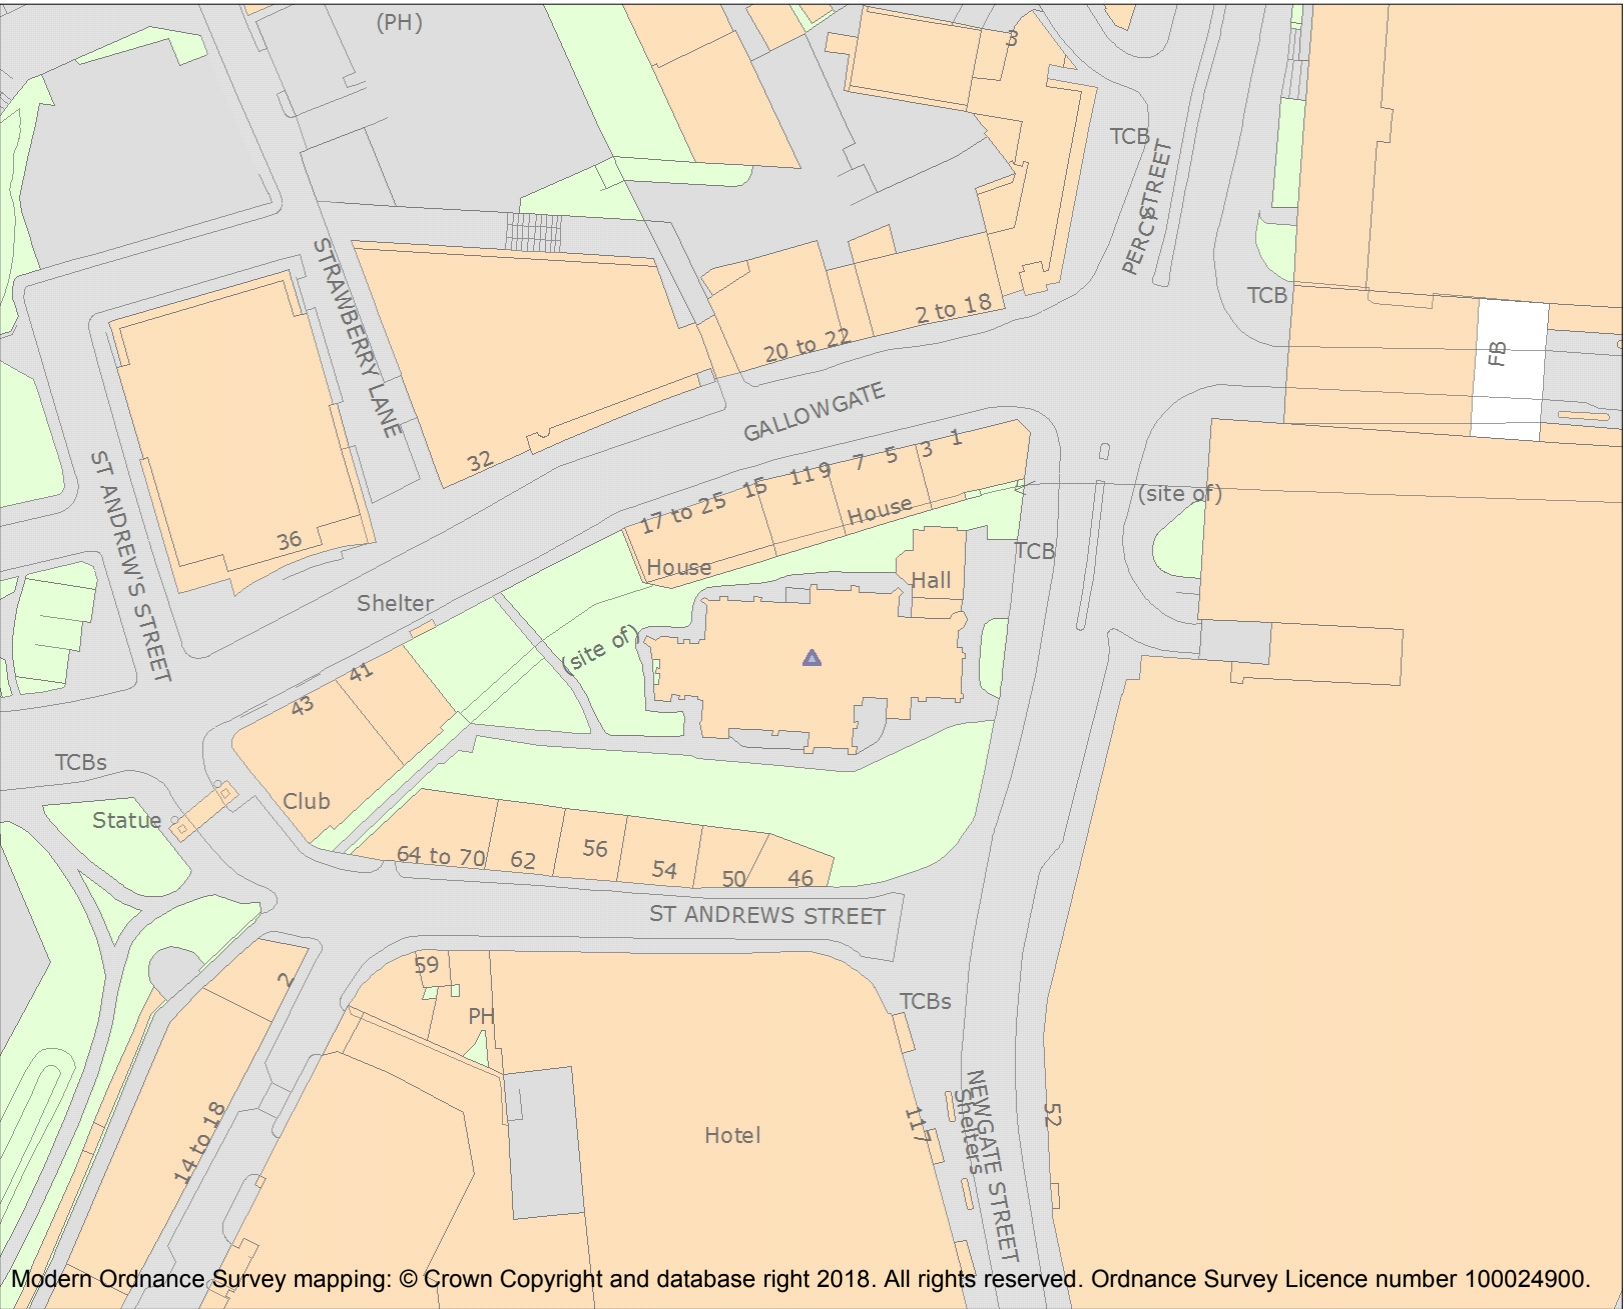 (PH)
3
TCB
PERCY STREET
STRAWBERRY LANE
TCB
2 to 18
20 to 22
FB
GALLOWGATE
32
1
3
5
7
9
11
15
17 to 25
(site of)
House
ST ANDREW'S STREET
36
TCB
House
Hall
Shelter
(site of)
41
43
TCBs
Club
Statue
64 to 70
62
56
54
50
46
ST ANDREWS STREET
59
2
TCBs
PH
NEWGATE STREET
Shelters
52
117
14 to 18
Hotel
Modern Ordnance Survey mapping: © Crown Copyright and database right 2018. All rights reserved. Ordnance Survey Licence number 100024900.